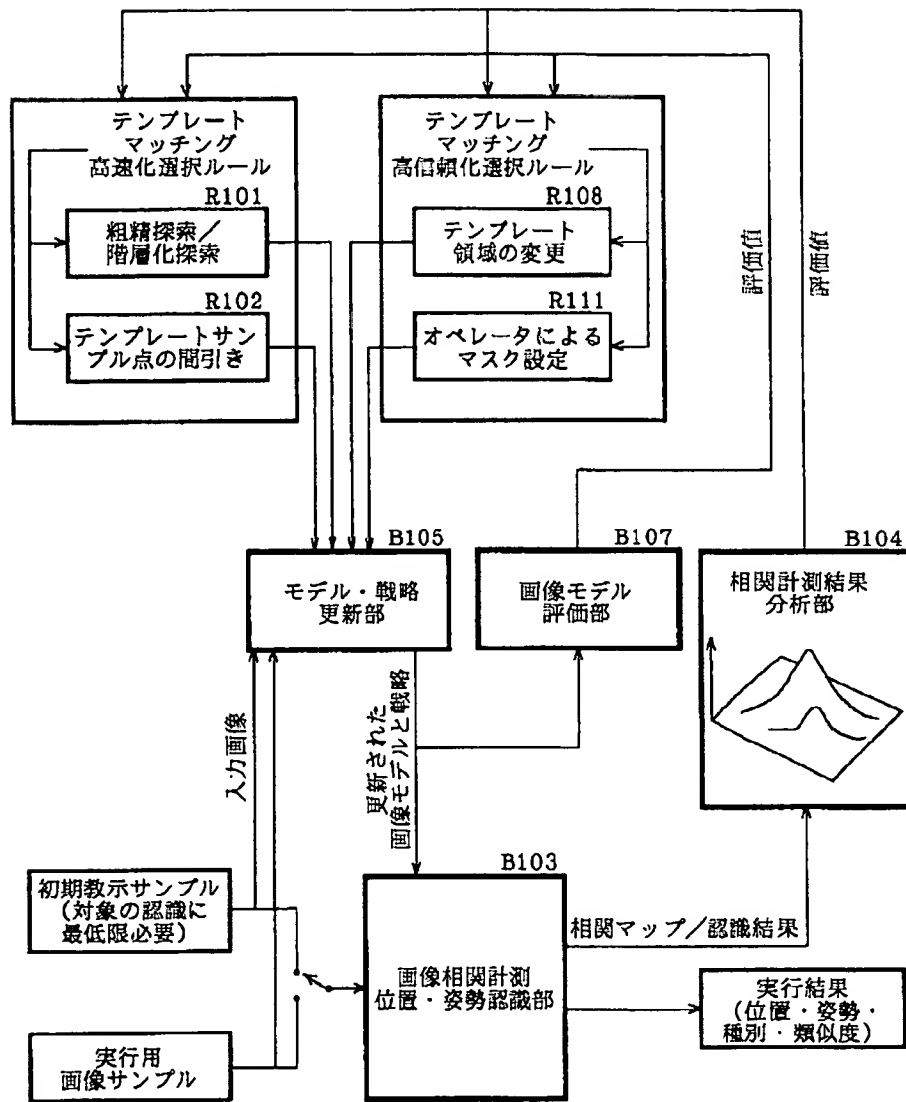 テンプレート
マッチング
高速化選択ルール
R101
粗精探索／
階層化探索
R102
テンプレートサン
プル点の間引き
テンプレート
マッチング
高信頼化選択ルール
R108
テンプレート
領域の変更
R111
オペレータによる
マスク設定
評価値
評価値
B105
モデル・戦略
更新部
B107
画像モデル
評価部
B104
相関計測結果
分析部
入力画像
更新された
画像モデルと戦略
初期教示サンプル
（対象の認識に
最低限必要）
B103
画像相関計測
位置・姿勢認識部
相関マップ／認識結果
実行結果
（位置・姿勢・
種別・類似度）
実行用
画像サンプル